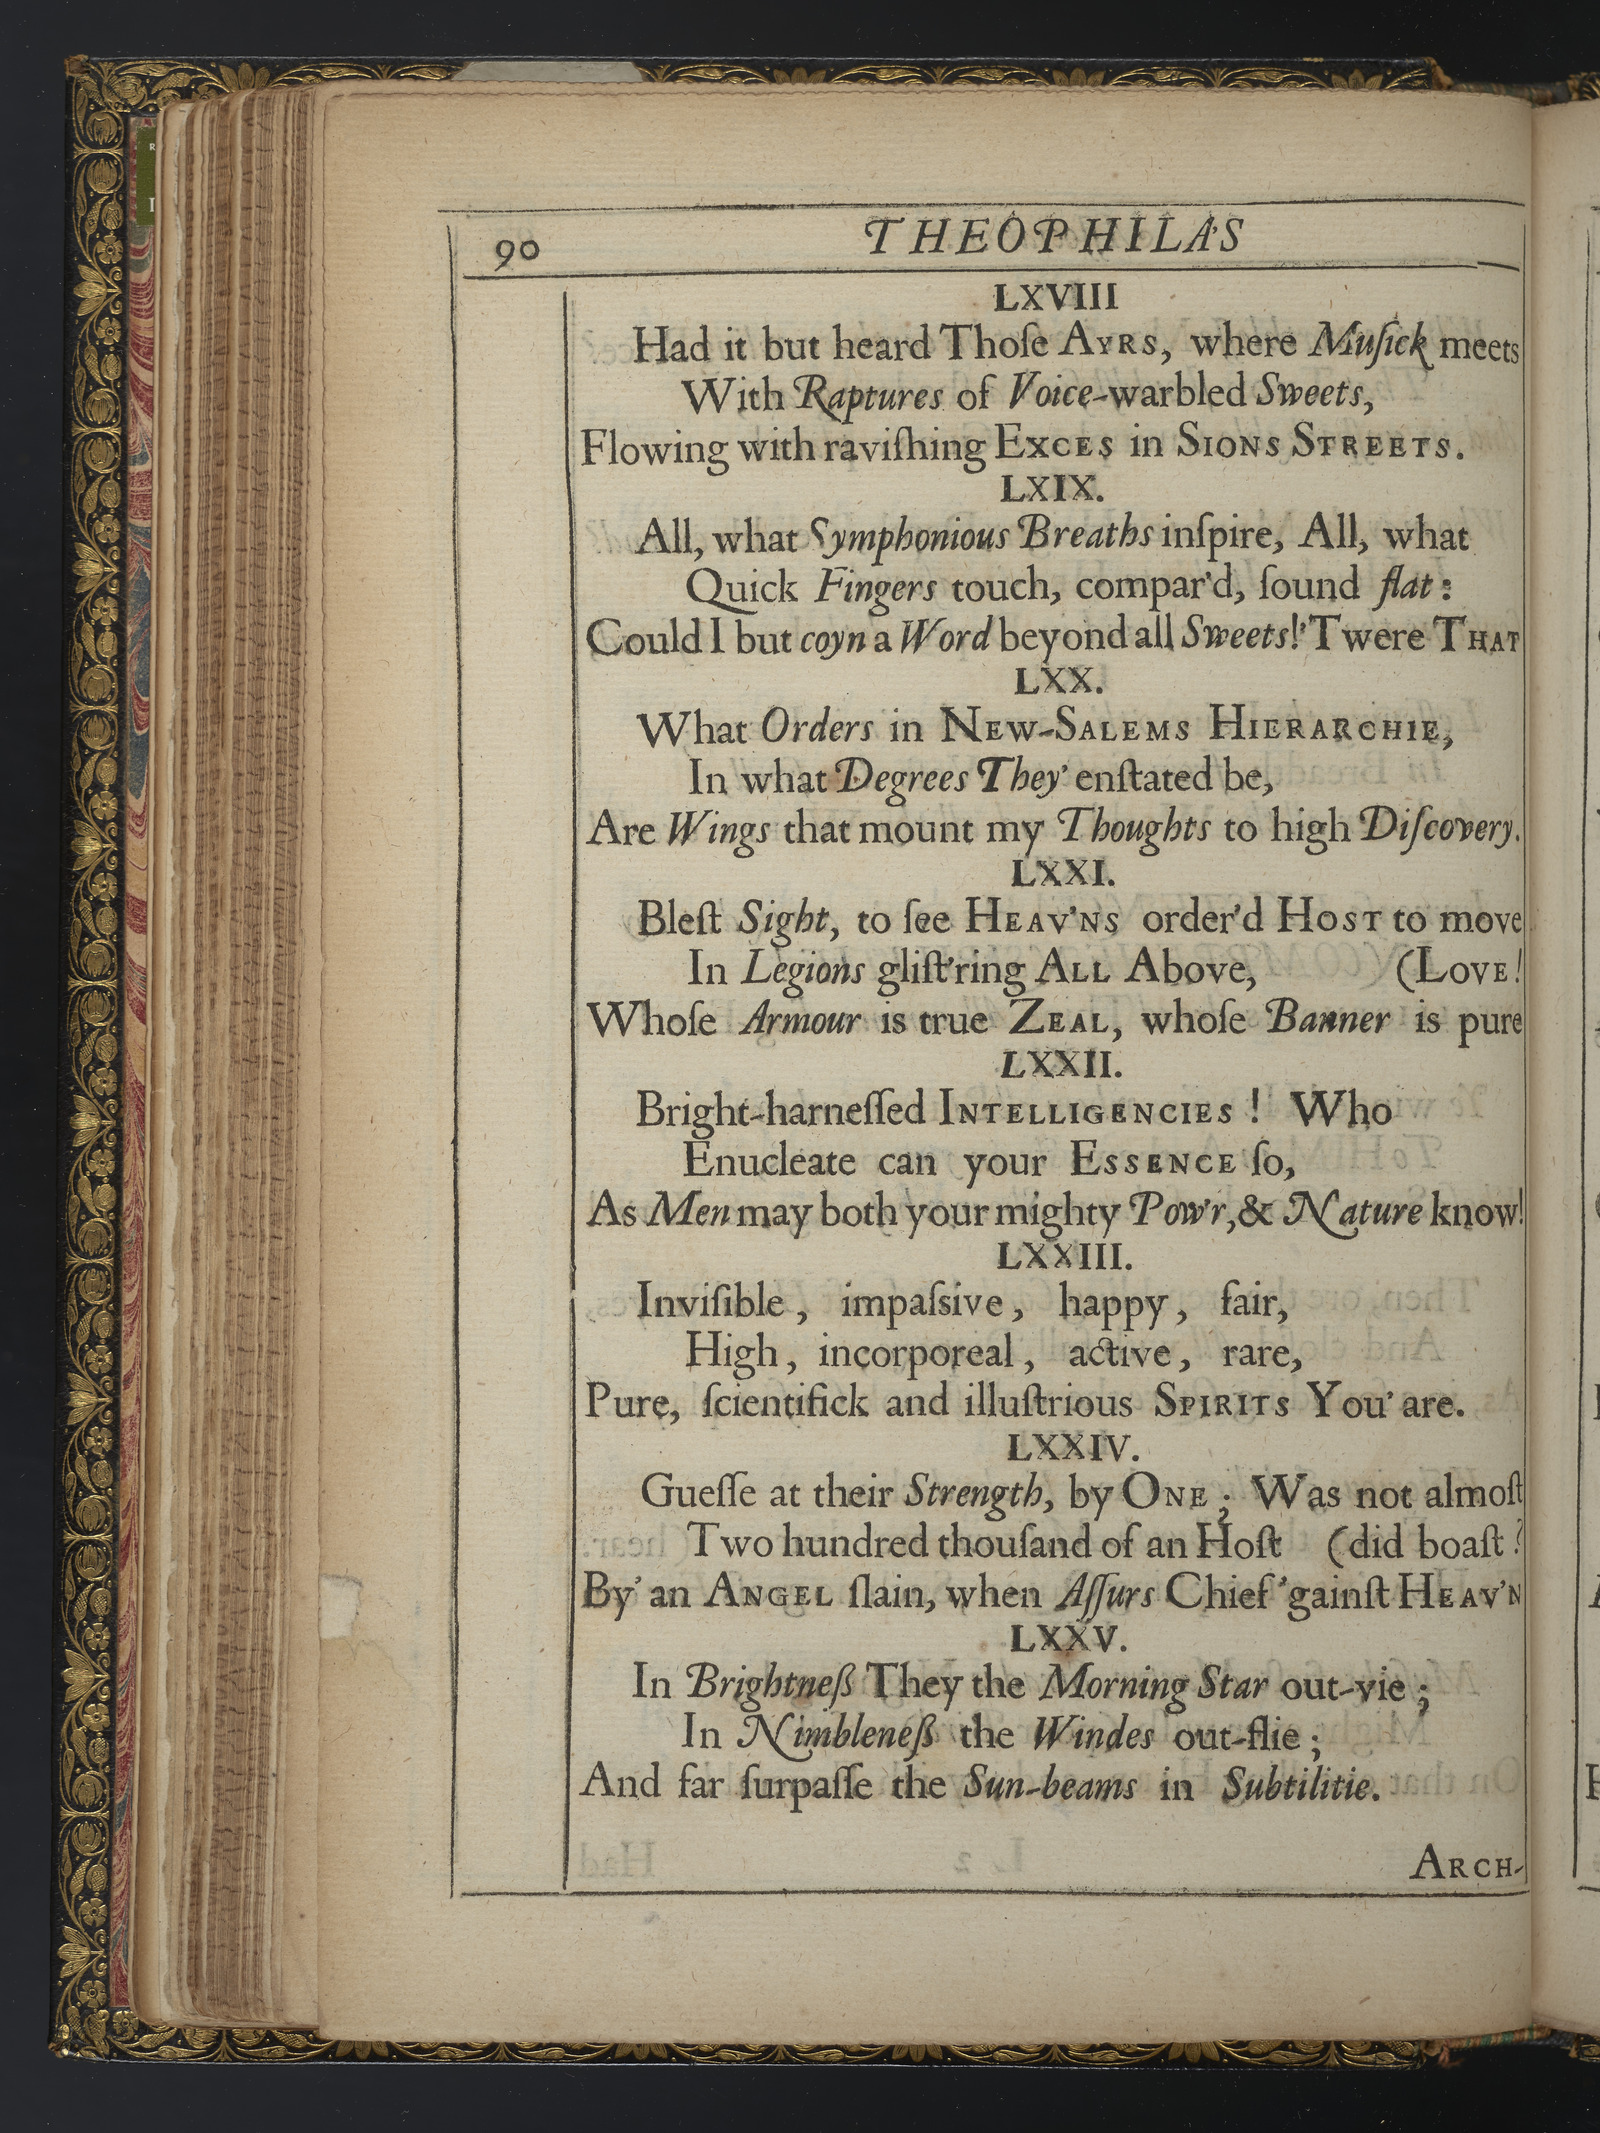 90 THEOPHILA'S
LXVIII
Had it but heard Thoſe AYRS, where Muſick meets
With Raptures of Voice-warbled Sweets,
Flowing with raviſhing EXCES in SIONS STREETS.
LXIX.
All, what Symphonious Breaths inſpire, All, what
Quick Fingers touch, compar'd, ſound flat:
Could I but coyn a Word beyond all Sweets! 'Twere THAT
LXX.
What Orders in NEW-SALEMS HIERARCHIE,
In what Degrees They' enſtated be,
Are Wings that mount my Thoughts to high Diſcovery.
LXXI.
Bleſt Sight, to ſee HEAV'NS order'd HOST to move
In Legions gliſt'ring ALL Above, (LOVE!
Whoſe Armour is true ZEAL, whoſe Banner is pure
LXXII.
Bright-harneſſed INTELLIGENCIES! Who
Enucleate can your ESSENCE ſo,
As Men may both your mighty Pow'r, & Nature know!
LXXIII.
Inviſible, impaſsive, happy, fair,
High, incorporeal, active, rare,
Pure, ſcientifick and illuſtrious SPIRITS You' are.
LXXIV.
Gueſſe at their Strength, by ONE; Was not almoſt
Two hundred thouſand of an Hoſt (did boaſt?
By' an ANGEL ſlain, when Aſſurs Chief 'gainſt HEAV'N
LXXV.
In Brightneß They the Morning Star out-vie;
In Nimbleneß the Windes out-flie;
And far ſurpaſſe the Sun-beams in Subtilitie.
ARCH-